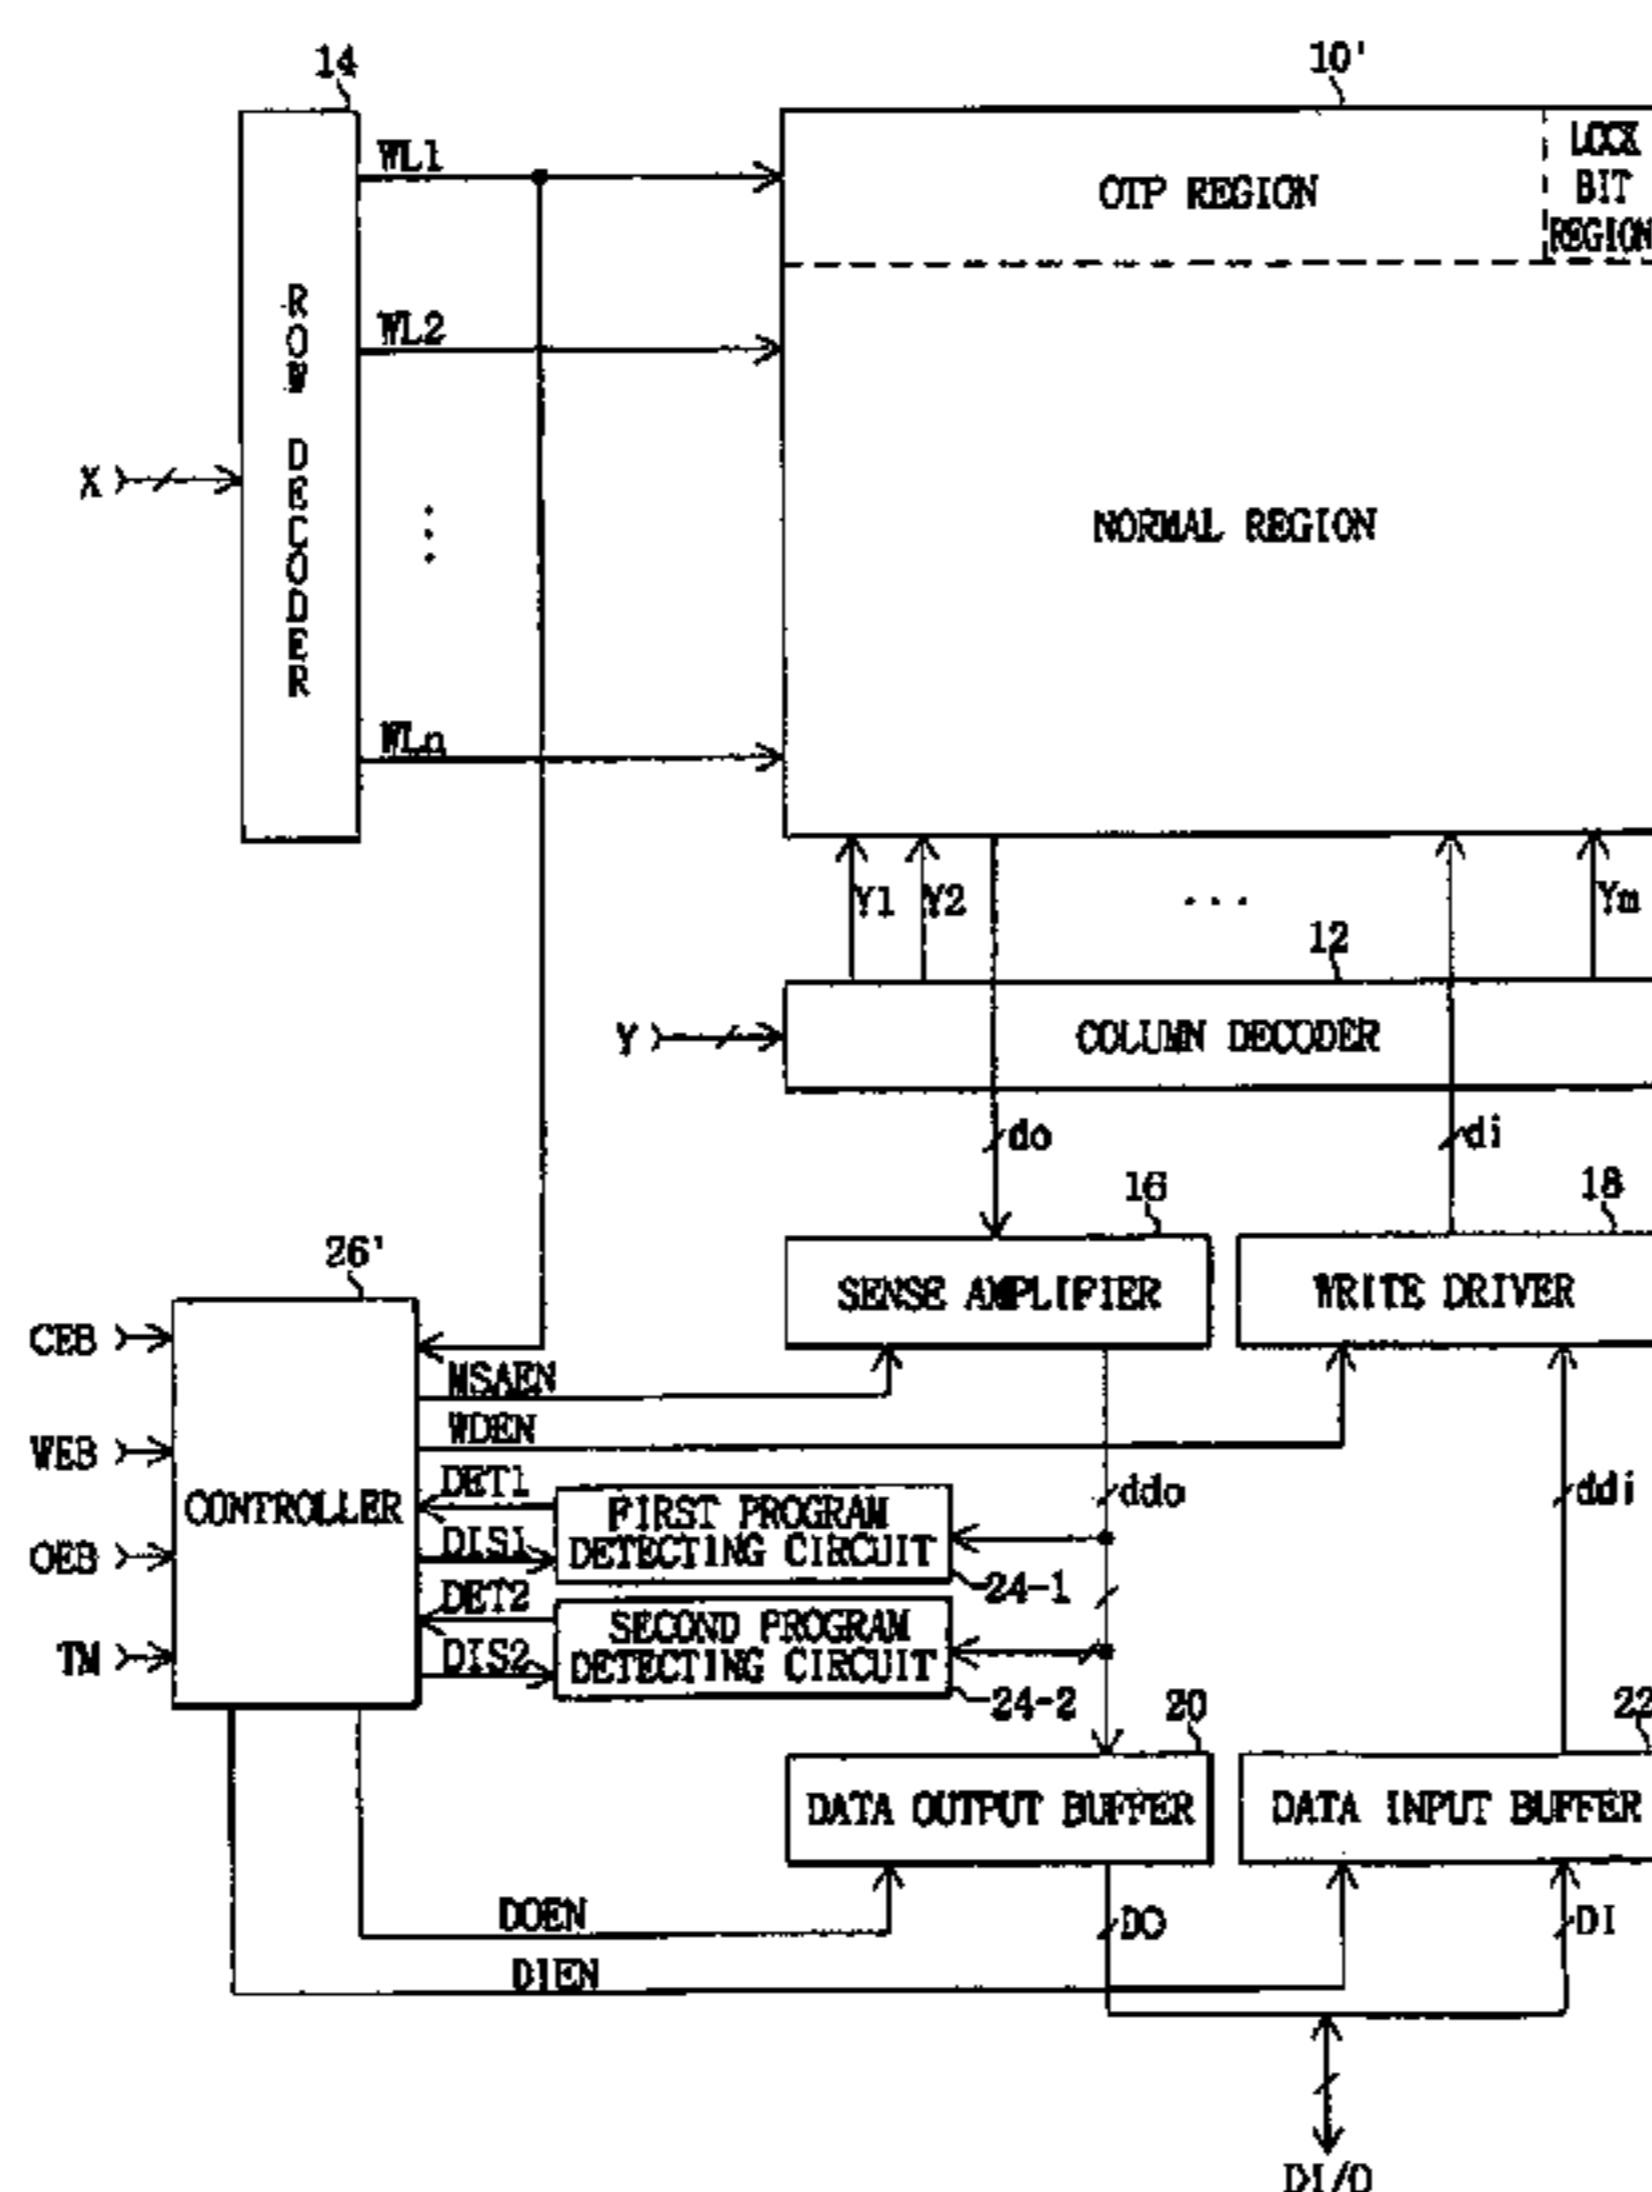 14
10'
WL1
OTP REGION
LOCK
BIT
REGION
WL2
ROW DECODER
X
NORMAL REGION
WLn
Y1
Y2
...
Ym
12
Y
COLUMN DECODER
do
di
16
18
26'
SENSE AMPLIFIER
WRITE DRIVER
CEB
MSAEN
WDEN
WEB
DET1
ddo
ddi
CONTROLLER
FIRST PROGRAM
DETECTING CIRCUIT
DIS1
OEB
24-1
DET2
SECOND PROGRAM
DETECTING CIRCUIT
TM
DIS2
24-2
20
22
DATA OUTPUT BUFFER
DATA INPUT BUFFER
DOEN
DO
DI
DIEN
DI/O